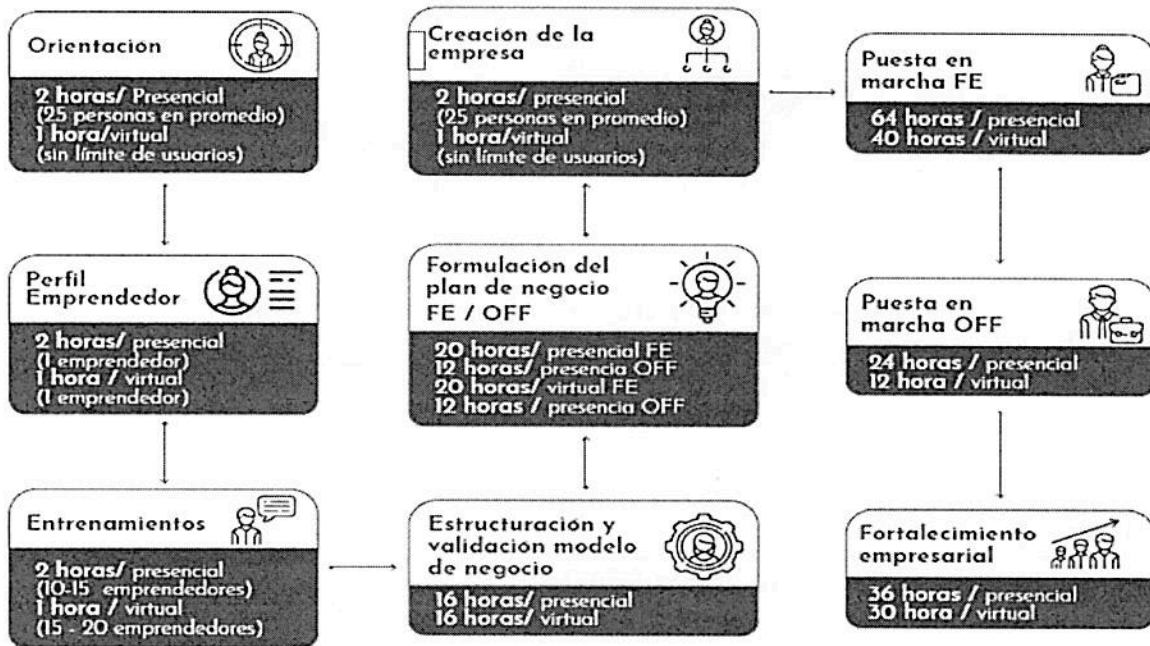 Orientación
2 horas/ Presencial
(25 personas en promedio)
1 hora/virtual
(sin límite de usuarios)
Perfil
Emprendedor
2 horas/ presencial
(1 emprendedor)
1 hora / virtual
(1 emprendedor)
Entrenamientos
2 horas/ presencial
(10-15 emprendedores)
1 hora / virtual
(15 - 20 emprendedores)
Estructuración y
validación modelo
de negocio
16 horas/ presencial
16 horas/ virtual
Formulación del
plan de negocio
FE / OFF
20 horas/ presencial FE
12 horas/ presencia OFF
20 horas/ virtual FE
12 horas / presencia OFF
Creación de la
empresa
2 horas/ presencial
(25 personas en promedio)
1 hora/virtual
(sin límite de usuarios)
Puesta en
marcha FE
64 horas / presencial
40 horas / virtual
Puesta en
marcha OFF
24 horas / presencial
12 hora / virtual
Fortalecimiento
empresarial
36 horas / presencial
30 hora / virtual